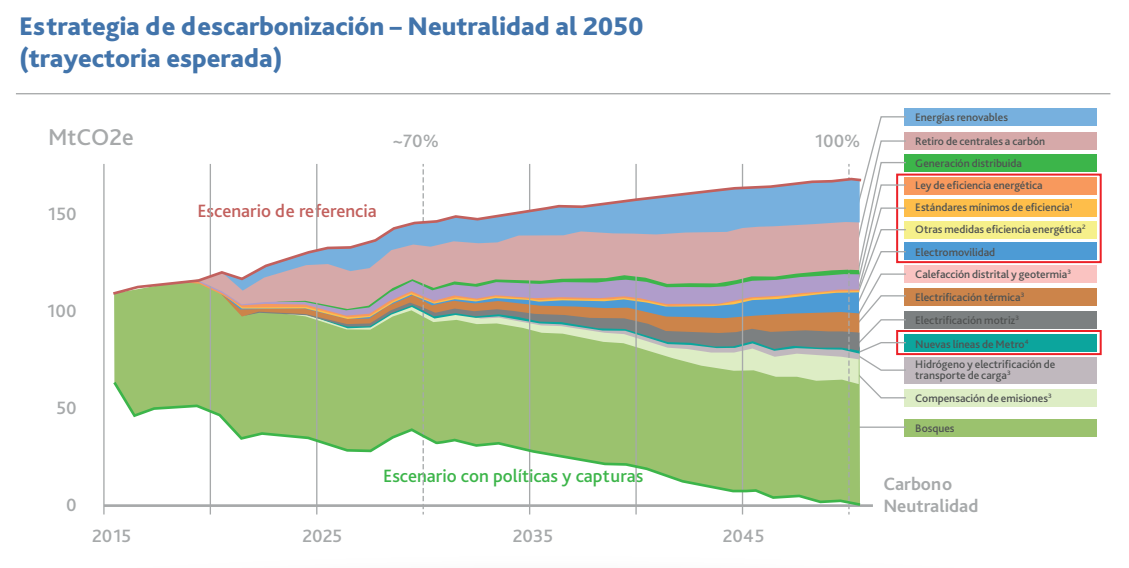 Estrategia de descarbonización – Neutralidad al 2050
(trayectoria esperada)
MtCO2e
~70%
100%
150
100
50
0
Escenario de referencia
Escenario con políticas y capturas
2015
2025
2035
2045
Energías renovables
Retiro de centrales a carbón
Generación distribuida
Ley de eficiencia energética
Estándares mínimos de eficiencia¹
Otras medidas eficiencia energética²
Electromovilidad
Calefacción distrital y geotermia³
Electrificación térmica³
Electrificación motriz³
Nuevas líneas de Metro⁴
Hidrógeno y electrificación de
transporte de carga³
Compensación de emisiones³
Bosques
Carbono
Neutralidad